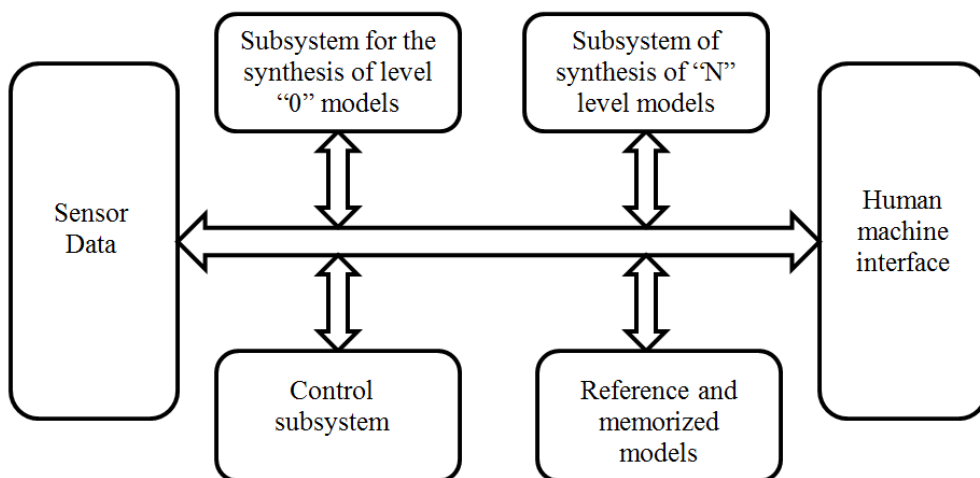 Subsystem for the
synthesis of level
“0” models
Subsystem of
synthesis of “N”
level models
Sensor
Data
Human
machine
interface
Control
subsystem
Reference and
memorized
models